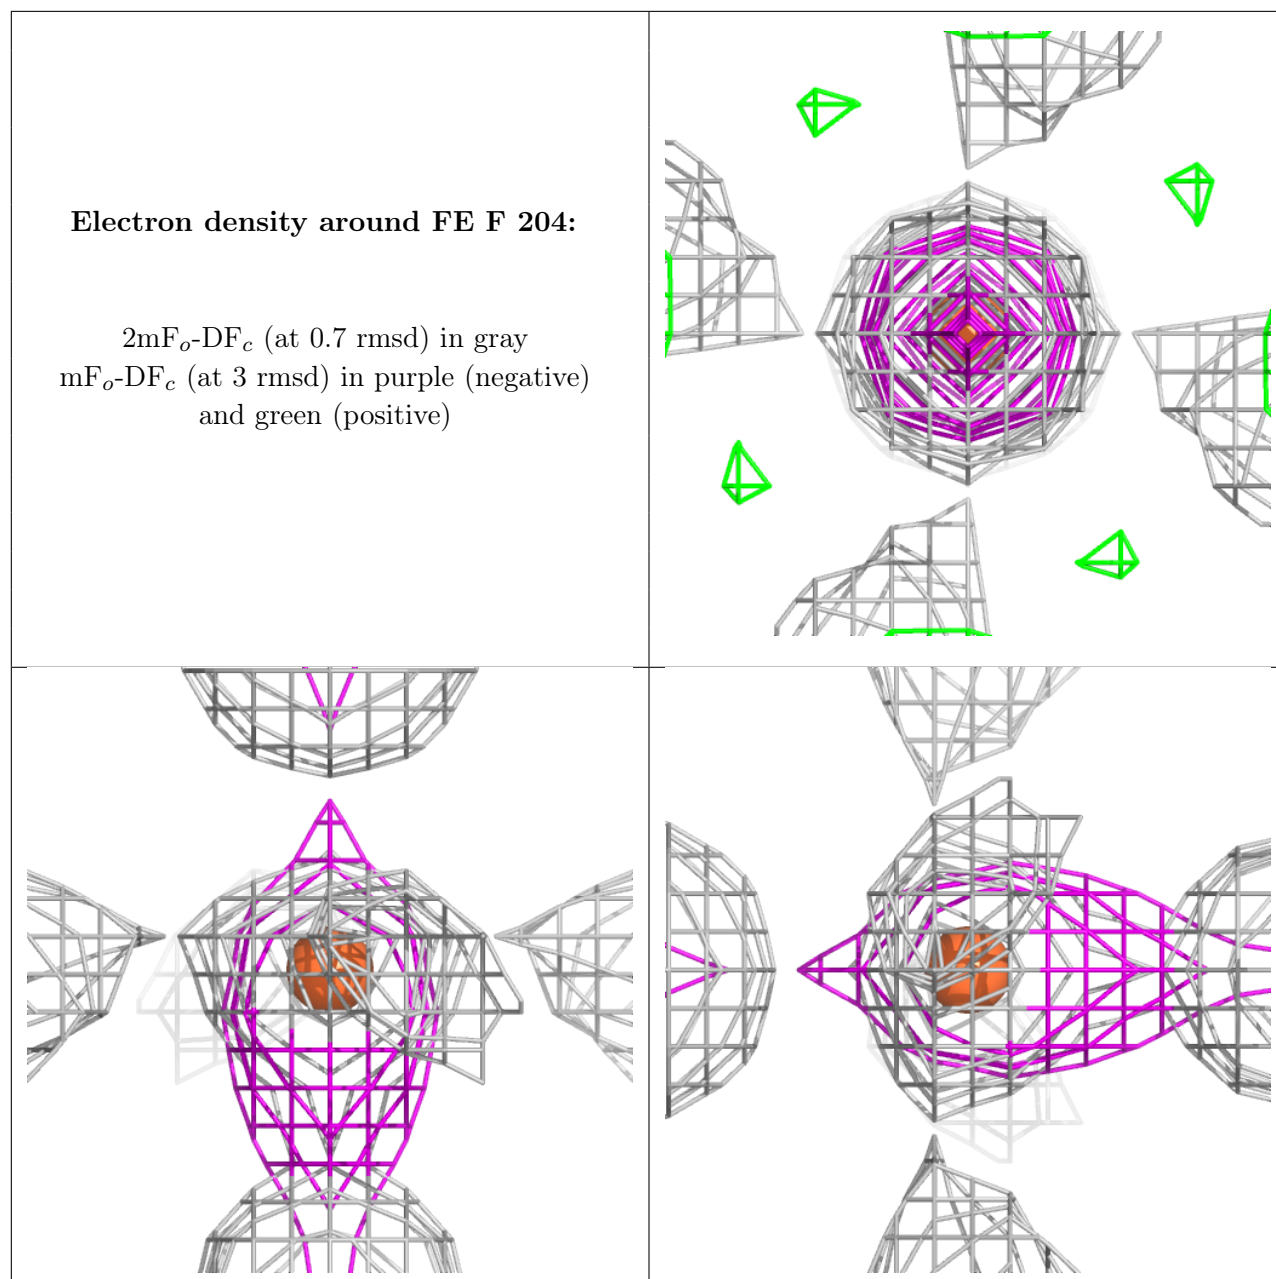 Electron density around FE F 204:
2mFₒ-DF𝒸 (at 0.7 rmsd) in gray
mFₒ-DF𝒸 (at 3 rmsd) in purple (negative)
and green (positive)